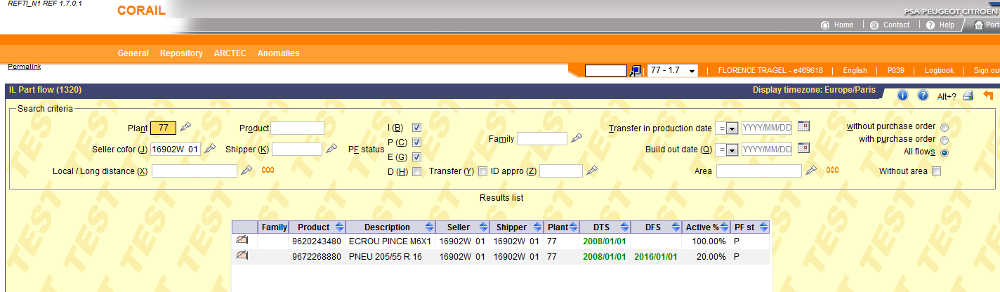 REFTI_N1 REF 1.7.0.1
CORAIL
PSA PEUGEOT CITROËN
Home | Contact | ? Help Port
General Repository ARCTEC Anomalies
Permalink
77 - 1.7 | FLORENCE TRAGEL - e469618 | English | P039 | Logbook | Sign out
IL Part flow (1320) Display timezone: Europe/Paris
i ? Alt+?
Search criteria
Plant 77 Product I (B) Family Transfer in production date = YYYY/MM/DD without purchase order
P (C) with purchase order
Seller cofor (J) 16902W 01 Shipper (K) PF status E (G) Build out date (Q) = YYYY/MM/DD All flows
Local / Long distance (X) D (H) Transfer (Y) ID appro (Z) Area Without area
Results list
Family Product Description Seller Shipper Plant DTS DFS Active % PF st
9620243480 ECROU PINCE M6X1 16902W 01 16902W 01 77 2008/01/01 100.00% P
9672268880 PNEU 205/55 R 16 16902W 01 16902W 01 77 2008/01/01 2016/01/01 20.00% P
TEST